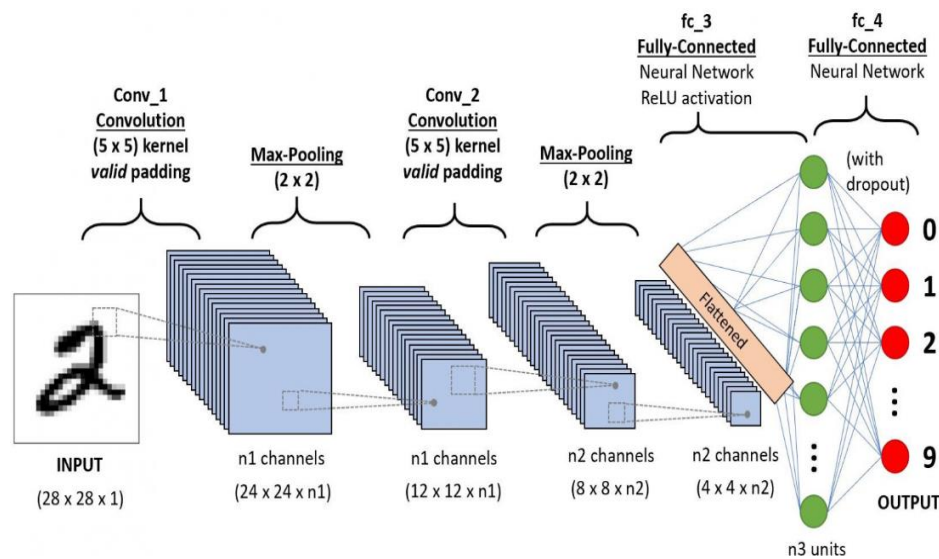 Conv_1
Convolution
(5 x 5) kernel
valid padding
Max-Pooling
(2 x 2)
Conv_2
Convolution
(5 x 5) kernel
valid padding
Max-Pooling
(2 x 2)
fc_3
Fully-Connected
Neural Network
ReLU activation
fc_4
Fully-Connected
Neural Network
(with
dropout)
Flattened
0
1
2
9
OUTPUT
2
INPUT
(28 x 28 x 1)
n1 channels
(24 x 24 x n1)
n1 channels
(12 x 12 x n1)
n2 channels
(8 x 8 x n2)
n2 channels
(4 x 4 x n2)
n3 units